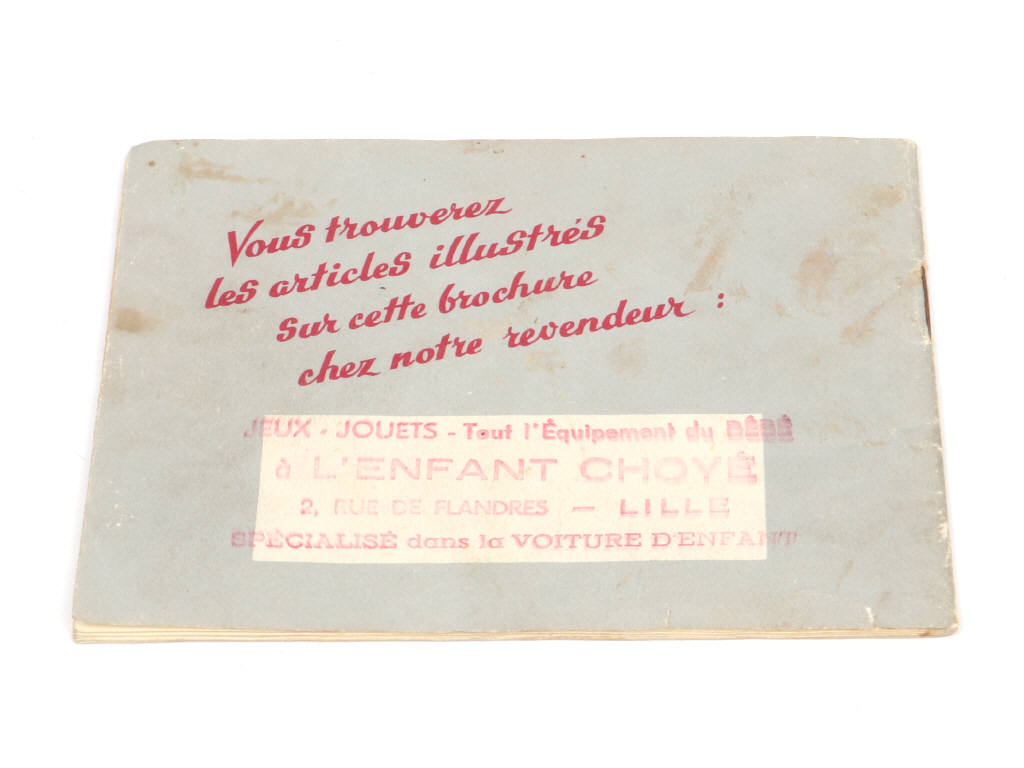 Vous trouverez
les articles illustrés
sur cette brochure
chez notre revendeur :
JEUX - JOUETS - Tout l'Équipement du BÉBÉ
à L'ENFANT CHOYÉ
2, RUE DE FLANDRES — LILLE
SPÉCIALISÉ dans la VOITURE D'ENFANT